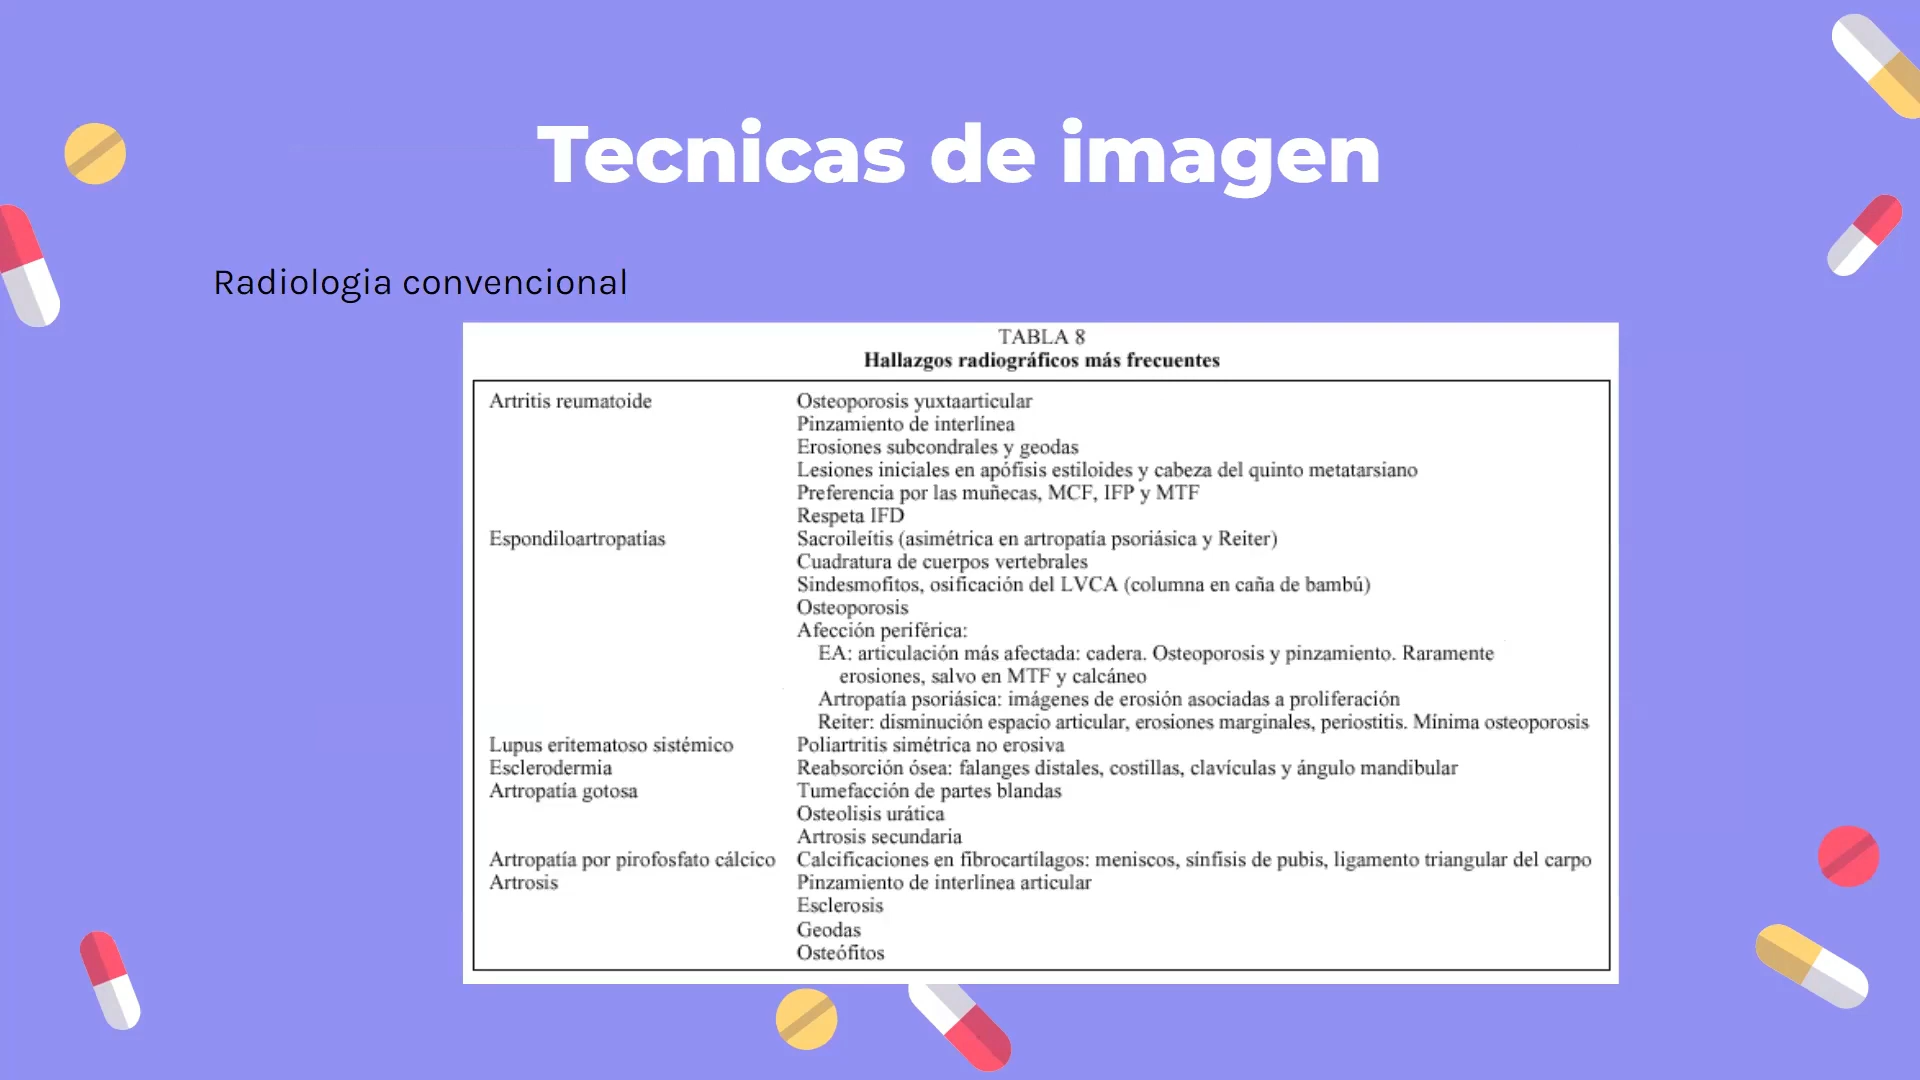 Tecnicas de imagen
Radiologia convencional
TABLA 8
Hallazgos radiográficos más frecuentes
Artritis reumatoide Osteoporosis yuxtaarticular
Pinzamiento de interlínea
Erosiones subcondrales y geodas
Lesiones iniciales en apófisis estiloides y cabeza del quinto metatarsiano
Preferencia por las muñecas, MCF, IFP y MTF
Respeta IFD
Espondiloartropatías Sacroileítis (asimétrica en artropatía psoriásica y Reiter)
Cuadratura de cuerpos vertebrales
Sindesmofitos, osificación del LVCA (columna en caña de bambú)
Osteoporosis
Afección periférica:
EA: articulación más afectada: cadera. Osteoporosis y pinzamiento. Raramente
erosiones, salvo en MTF y calcáneo
Artropatía psoriásica: imágenes de erosión asociadas a proliferación
Reiter: disminución espacio articular, erosiones marginales, periostitis. Mínima osteoporosis
Lupus eritematoso sistémico Poliartritis simétrica no erosiva
Esclerodermia Reabsorción ósea: falanges distales, costillas, clavículas y ángulo mandibular
Artropatía gotosa Tumefacción de partes blandas
Osteolisis urática
Artrosis secundaria
Artropatía por pirofosfato cálcico Calcificaciones en fibrocartílagos: meniscos, sínfisis de pubis, ligamento triangular del carpo
Artrosis Pinzamiento de interlínea articular
Esclerosis
Geodas
Osteófitos